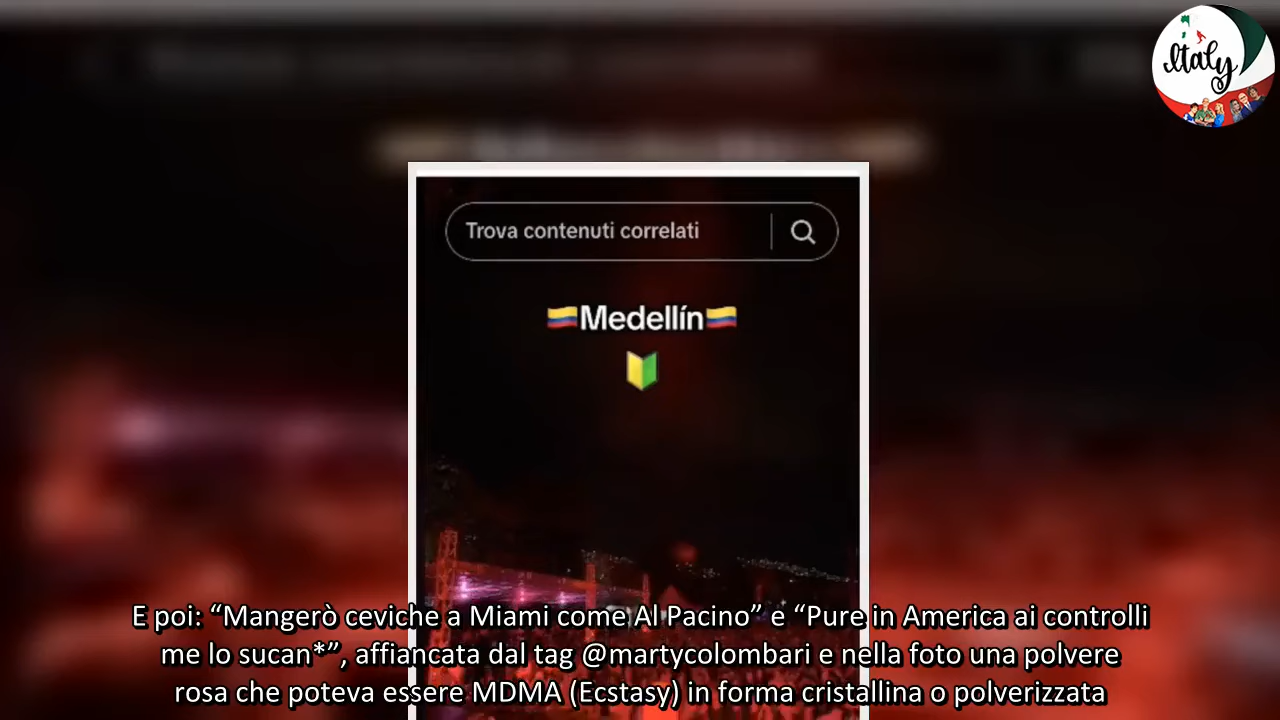 Italy
Trova contenuti correlati
🇨🇴Medellín🇨🇴
🔰
E poi: “Mangerò ceviche a Miami come Al Pacino” e “Pure in America ai controlli
me lo sucan*”, affiancata dal tag @martycolombari e nella foto una polvere
rosa che poteva essere MDMA (Ecstasy) in forma cristallina o polverizzata